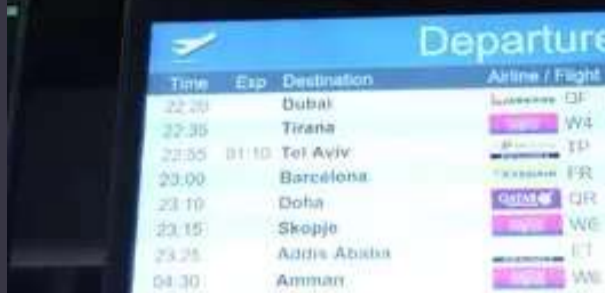 Departure
Time Exp Destination Airline / Flight
22:20 Dubai
22:35 Tirana W4
22:55 01:10 Tel Aviv
23:00 Barcelona FR
23:10 Doha QATAR QR
23:15 Skopje W6
23:25 Addis Ababa ET
04:30 Amman W6